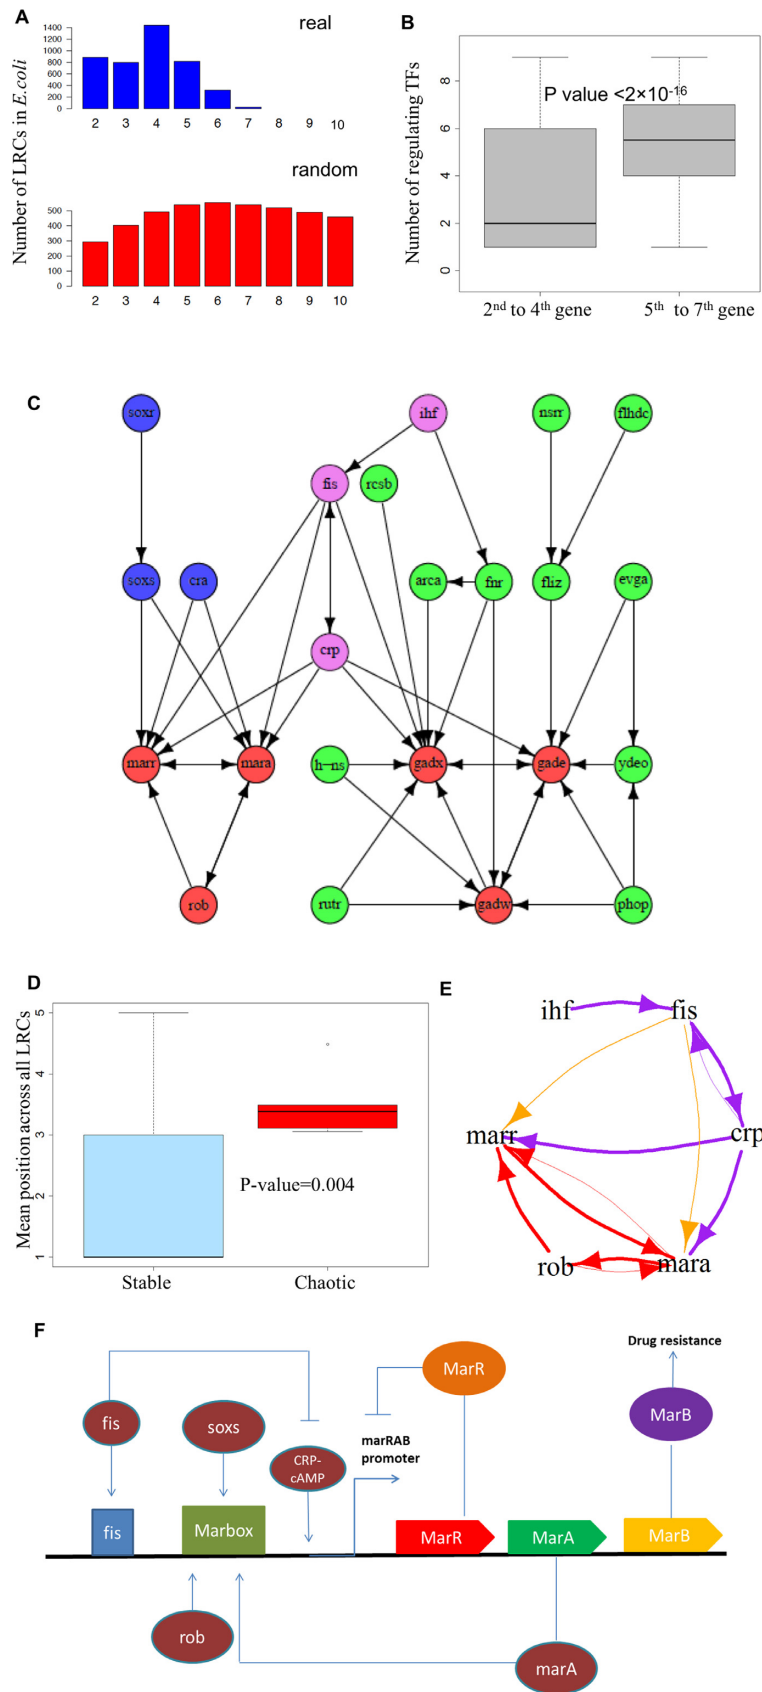 A
real
Number of LRCs in E.coli
1400
1200
1000
800
600
400
200
0
2 3 4 5 6 7 8 9 10
random
500
400
300
200
100
0
2 3 4 5 6 7 8 9 10
B
Number of regulating TFs
8
6
4
2
0
P value <2×10-16
2nd to 4th gene
5th to 7th gene
C
soxr ihf nsrr flhdc
fis rcsb
soxs cra arca fnr fliz evga
crp
marr mara h-ns gadx gade ydeo
rob rutr gadw phop
D
Mean position across all LRCs
5
4
3
2
1
P-value=0.004
Stable Chaotic
E
ihf fis
marr crp
rob mara
F
Drug resistance
MarR
MarB
fis
soxs
CRP-
cAMP
marRAB
promoter
fis Marbox MarR MarA MarB
rob
marA